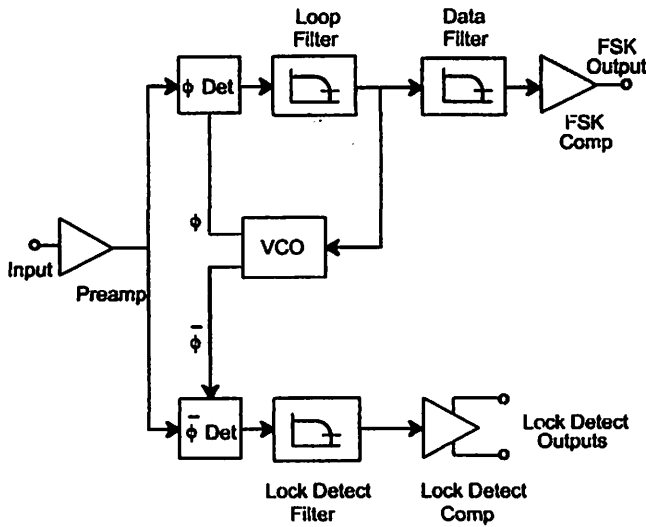 Loop
Filter
Data
Filter
FSK
Output
ϕ Det
FSK
Comp
ϕ
VCO
Input
Preamp
ϕ̄
ϕ̄ Det
Lock Detect
Outputs
Lock Detect
Filter
Lock Detect
Comp